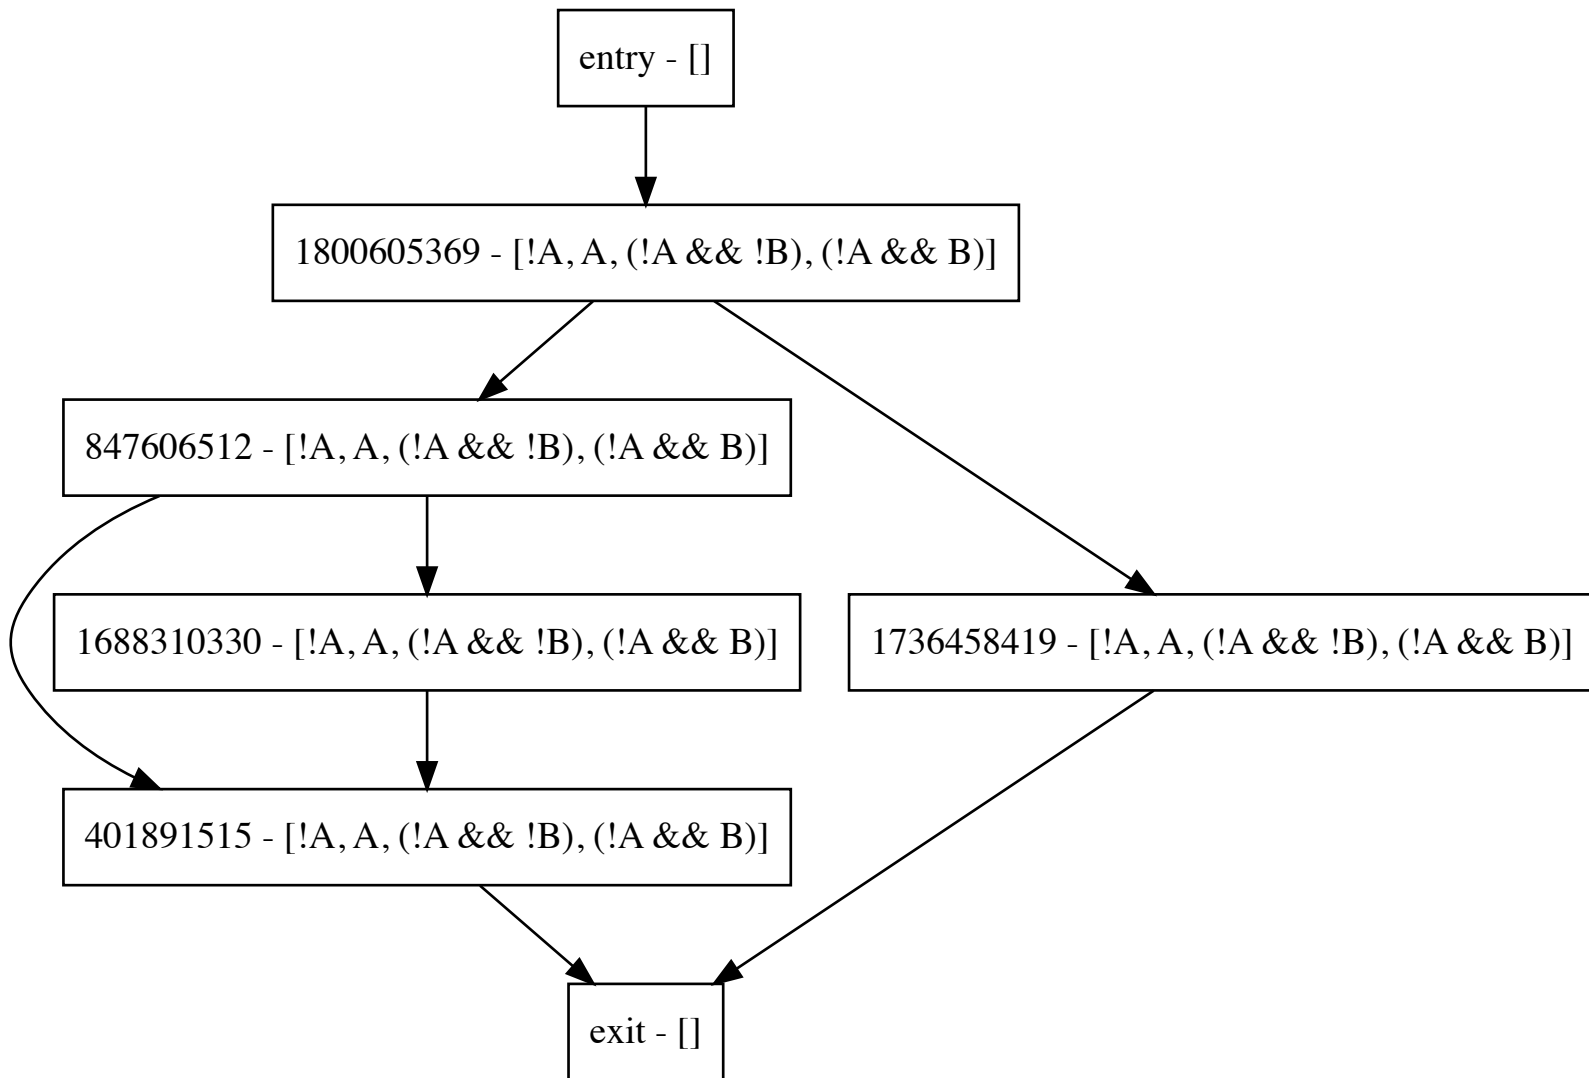 entry - []
1800605369 - [!A, A, (!A && !B), (!A && B)]
847606512 - [!A, A, (!A && !B), (!A && B)]
1688310330 - [!A, A, (!A && !B), (!A && B)]
1736458419 - [!A, A, (!A && !B), (!A && B)]
401891515 - [!A, A, (!A && !B), (!A && B)]
exit - []